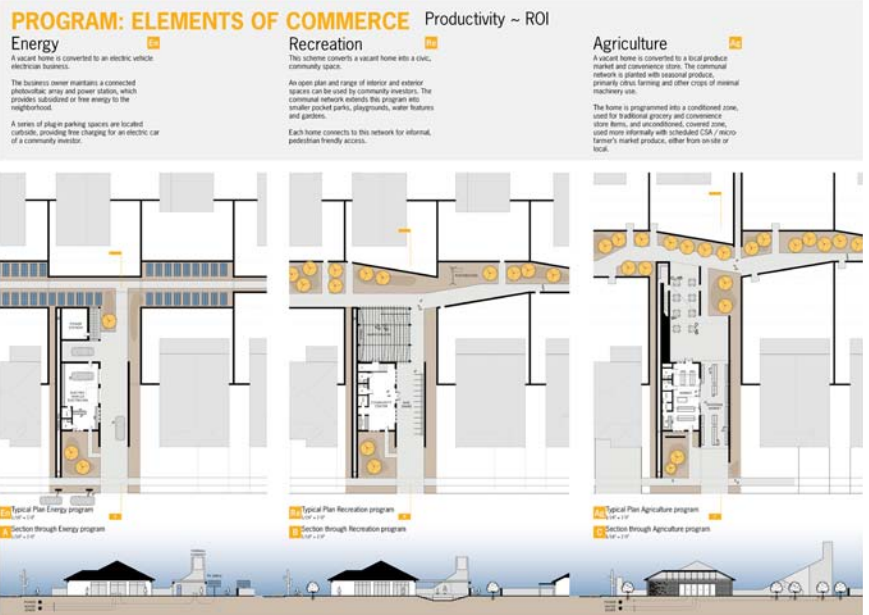 PROGRAM: ELEMENTS OF COMMERCE Productivity ~ ROI
Energy
En
A vacant home is converted to an electric vehicle
electrician business.
The business owner maintains a connected
photovoltaic array and power station, which
provides subsidized or free energy to the
neighborhood.
A series of plug-in parking spaces are located
curbside, providing free charging for an electric car
of a community investor.
Recreation
Re
This scheme converts a vacant home into a civic,
community space.
An open plan and range of interior and exterior
spaces can be used by community investors. The
communal network extends this program into
smaller pocket parks, playgrounds, water features
and gardens.
Each home connects to this network for informal,
pedestrian friendly access.
Agriculture
Ag
A vacant home is converted to a local produce
market and convenience store. The communal
network is planted with seasonal produce,
primarily citrus farming and other crops of minimal
machinery use.
The home is programmed into a conditioned zone,
used for traditional grocery and convenience
store items, and unconditioned, covered zone,
used more informally with scheduled CSA / micro
farmer's market produce, either from on-site or
local.
En Typical Plan Energy program
A Section through Energy program
Typical Plan Recreation program
B Section through Recreation program
Ag Typical Plan Agriculture program
C Section through Agriculture program